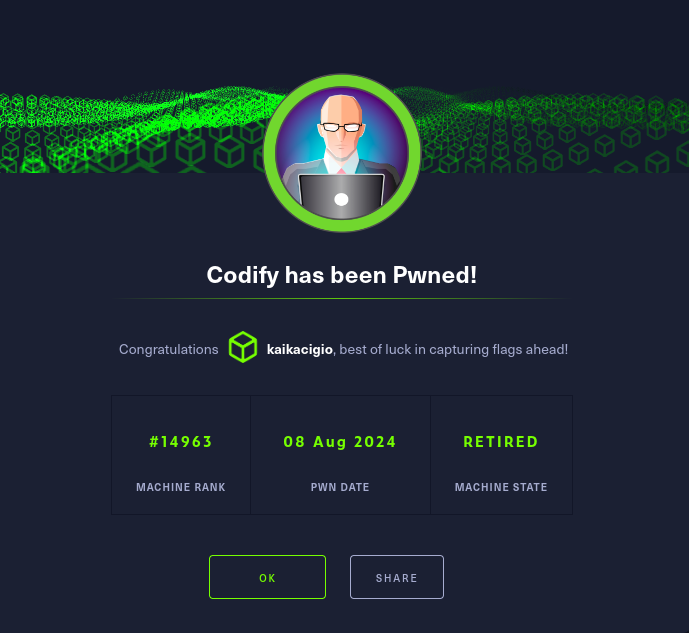 Codify has been Pwned!
Congratulations kaikacigio, best of luck in capturing flags ahead!
#14963 08 Aug 2024 RETIRED
MACHINE RANK PWN DATE MACHINE STATE
OK SHARE